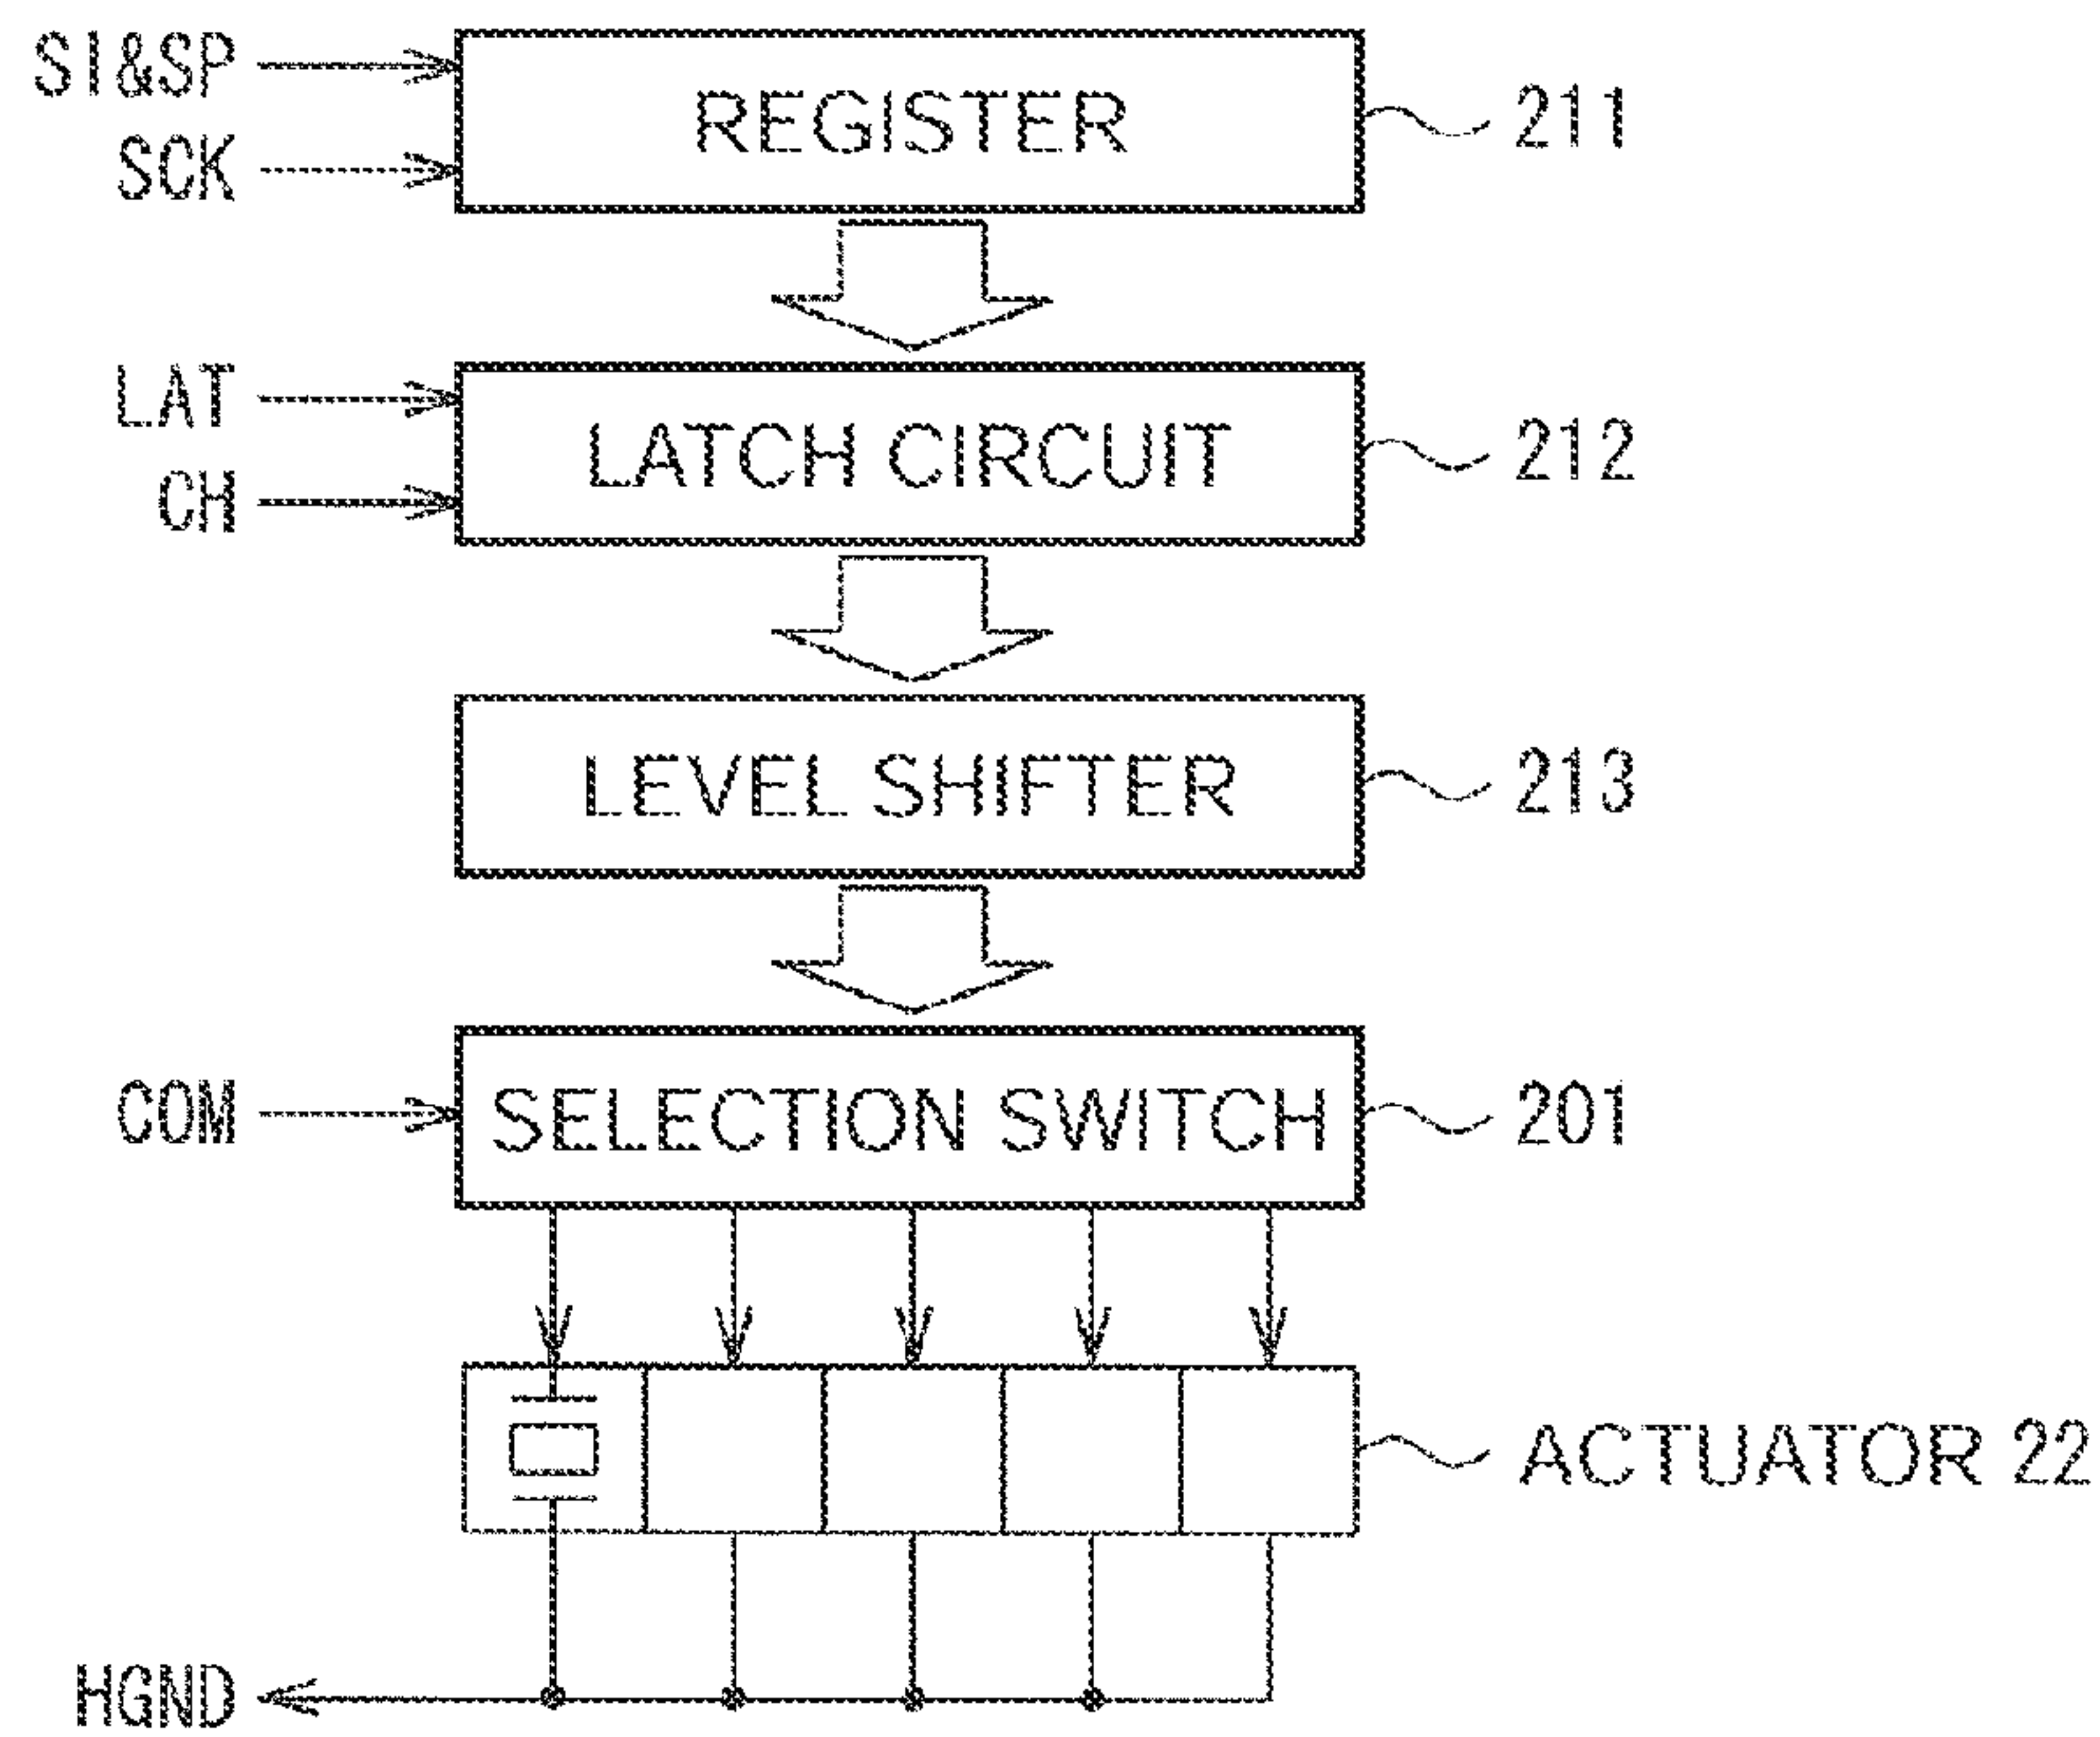 SI&SP
REGISTER
211
SCK
LAT
LATCH CIRCUIT
212
CH
LEVEL SHIFTER
213
COM
SELECTION SWITCH
201
ACTUATOR 22
HGND